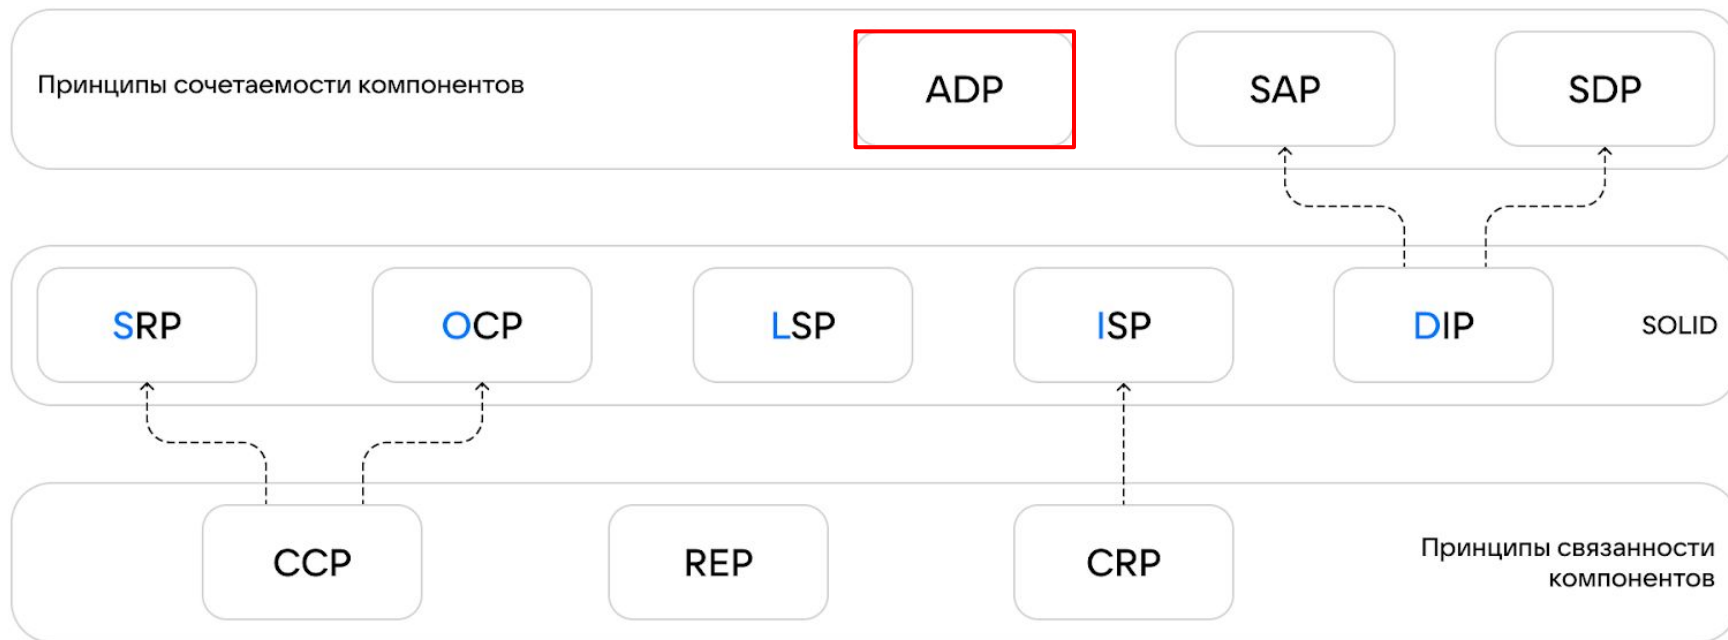 Принципы сочетаемости компонентов
ADP
SAP
SDP
SRP
OCP
LSP
ISP
DIP
SOLID
CCP
REP
CRP
Принципы связанности
компонентов